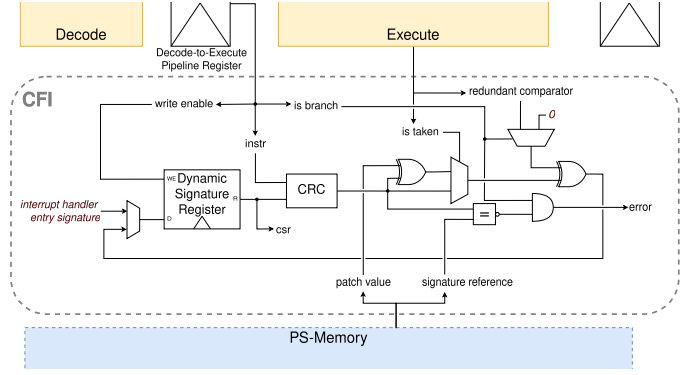 Decode
Execute
Decode-to-Execute
Pipeline Register
CFI
write enable
is branch
redundant comparator
0
is taken
instr
WE
Dynamic
Signature
Register
R
D
CRC
interrupt handler
entry signature
=
error
csr
patch value
signature reference
PS-Memory